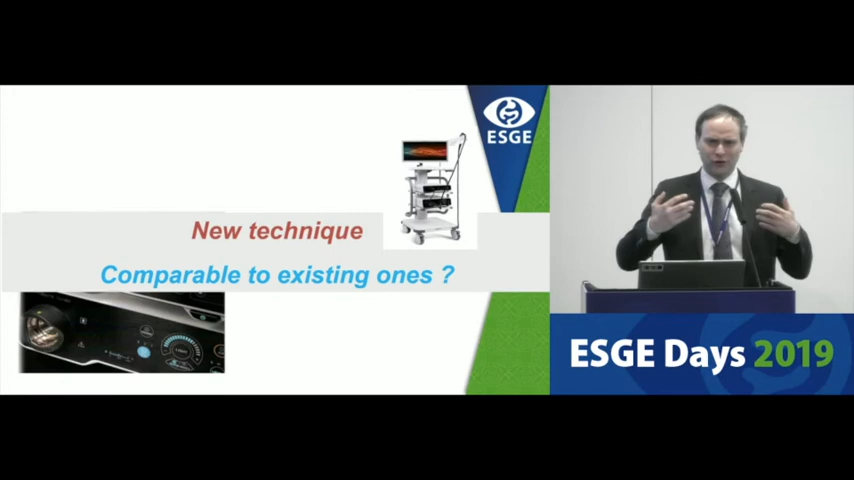 ESGE
New technique
Comparable to existing ones ?
ESGE Days 2019